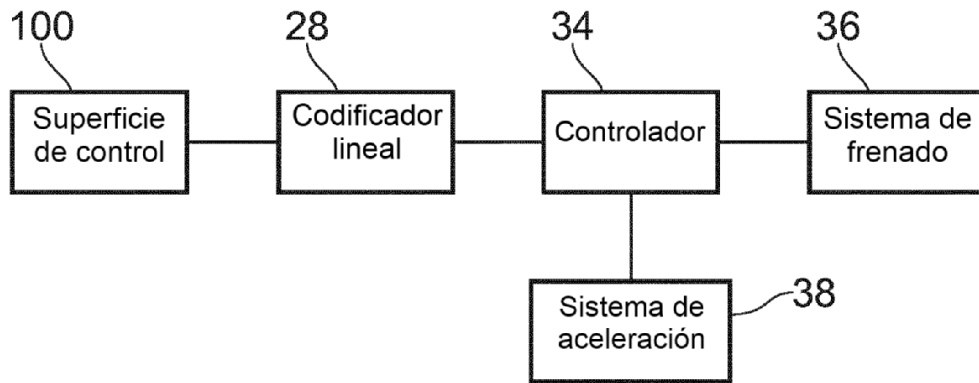 100
28
34
36
Superficie
de control
Codificador
lineal
Controlador
Sistema de
frenado
Sistema de
aceleración
38